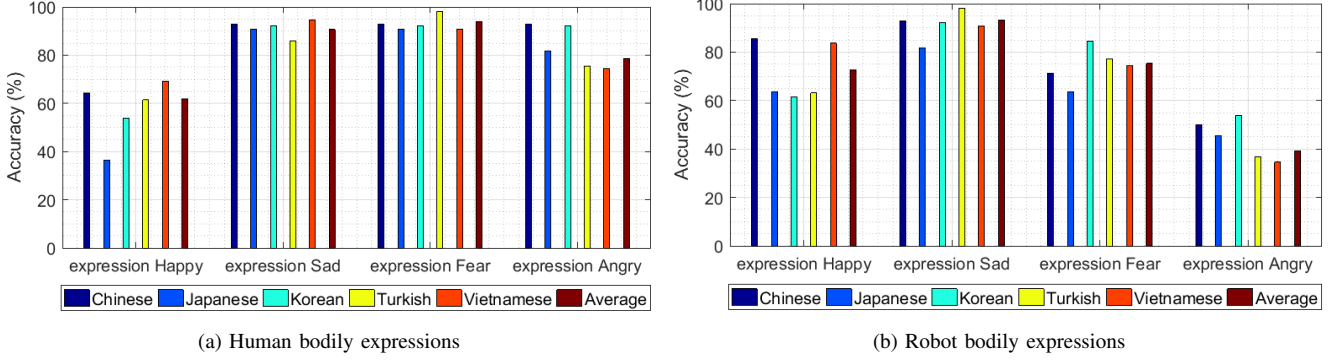 Accuracy (%)
100
80
60
40
20
0
expression Happy expression Sad expression Fear expression Angry
Chinese Japanese Korean Turkish Vietnamese Average
(a) Human bodily expressions
Accuracy (%)
100
80
60
40
20
0
expression Happy expression Sad expression Fear expression Angry
Chinese Japanese Korean Turkish Vietnamese Average
(b) Robot bodily expressions